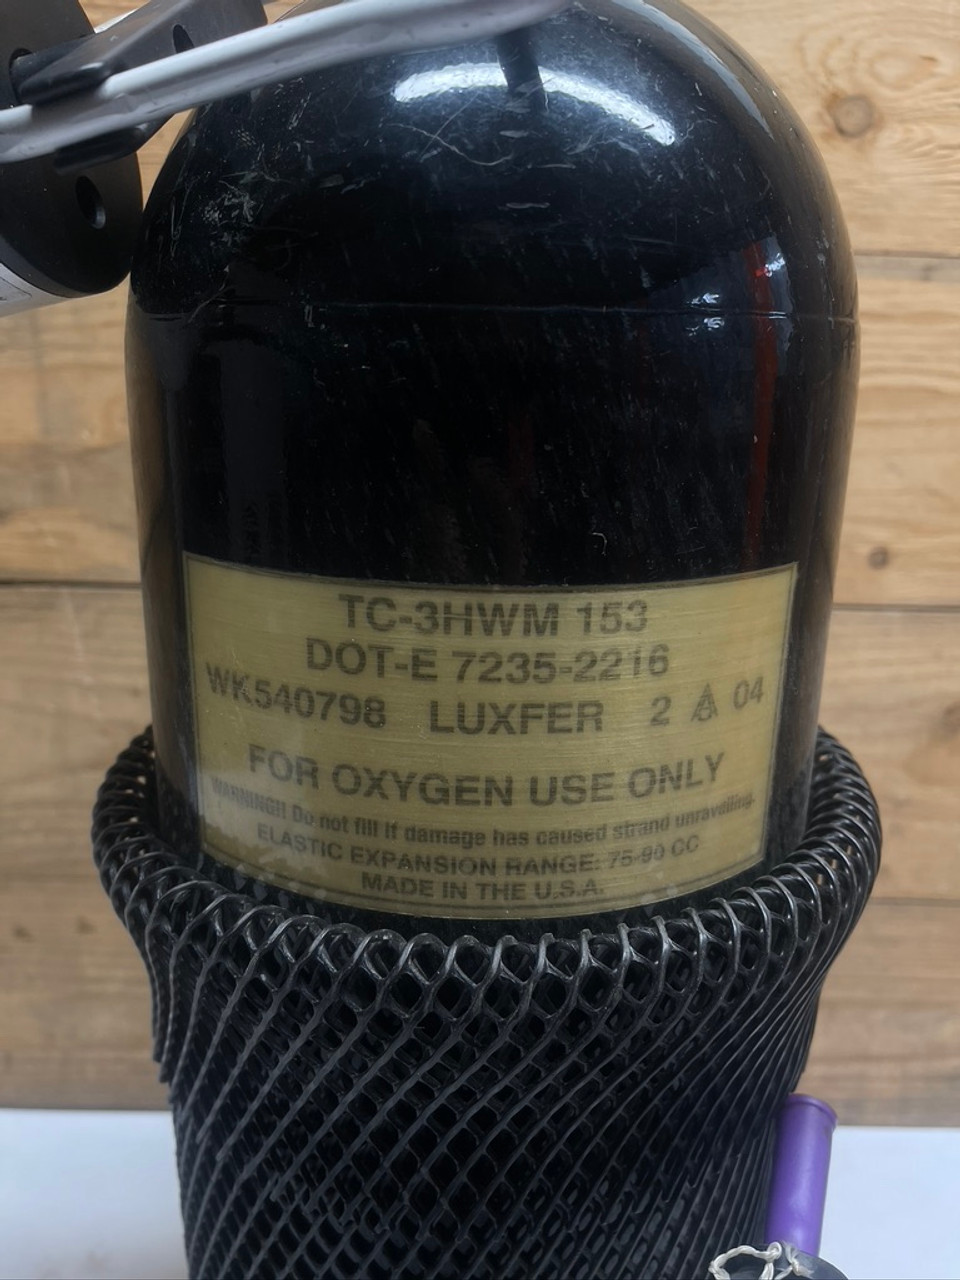 TC-3HWM 153
DOT-E 7235-2216
WK540798 LUXFER 2 04
FOR OXYGEN USE ONLY
WARNING!! Do not fill if damage has caused strand unravelling.
ELASTIC EXPANSION RANGE: 75-90 CC
MADE IN THE U.S.A.